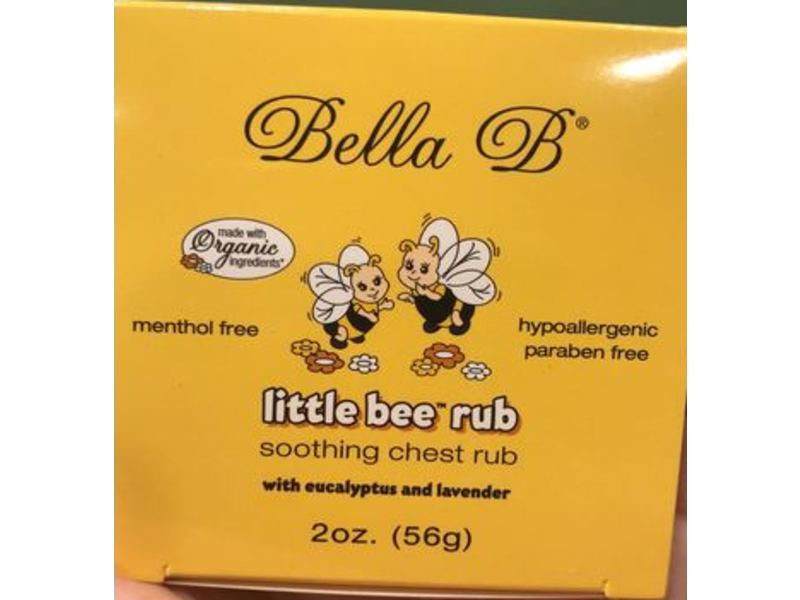 Bella B®
made with
Organic
ingredients*
menthol free
hypoallergenic
paraben free
little bee™ rub
soothing chest rub
with eucalyptus and lavender
2oz. (56g)